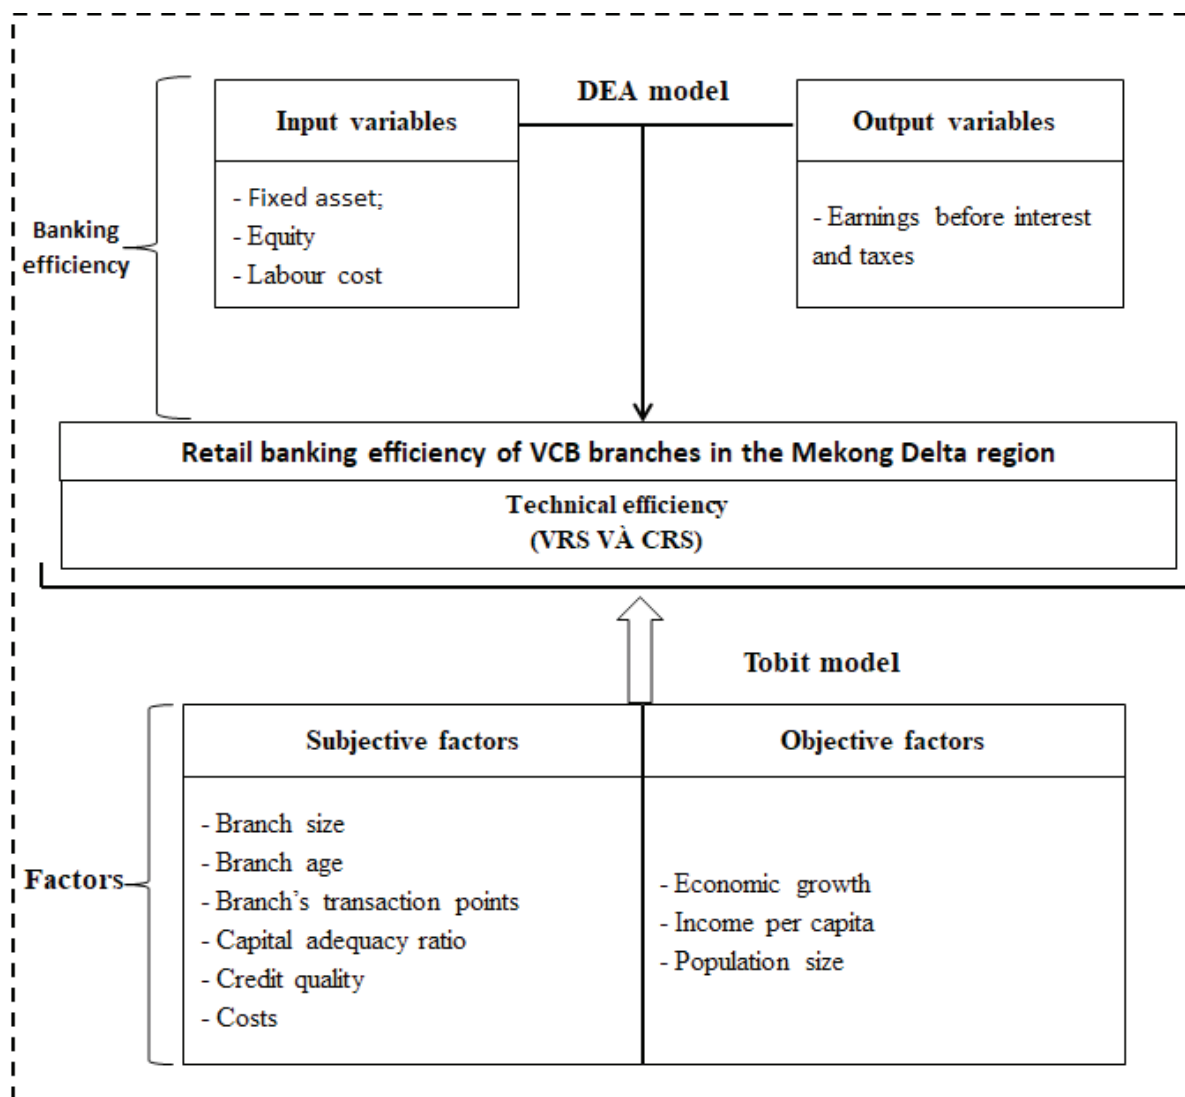 DEA model
Input variables
- Fixed asset;
- Equity
- Labour cost
Output variables
- Earnings before interest
and taxes
Banking
efficiency
Retail banking efficiency of VCB branches in the Mekong Delta region
Technical efficiency
(VRS VÀ CRS)
Tobit model
Factors
Subjective factors
- Branch size
- Branch age
- Branch's transaction points
- Capital adequacy ratio
- Credit quality
- Costs
Objective factors
- Economic growth
- Income per capita
- Population size